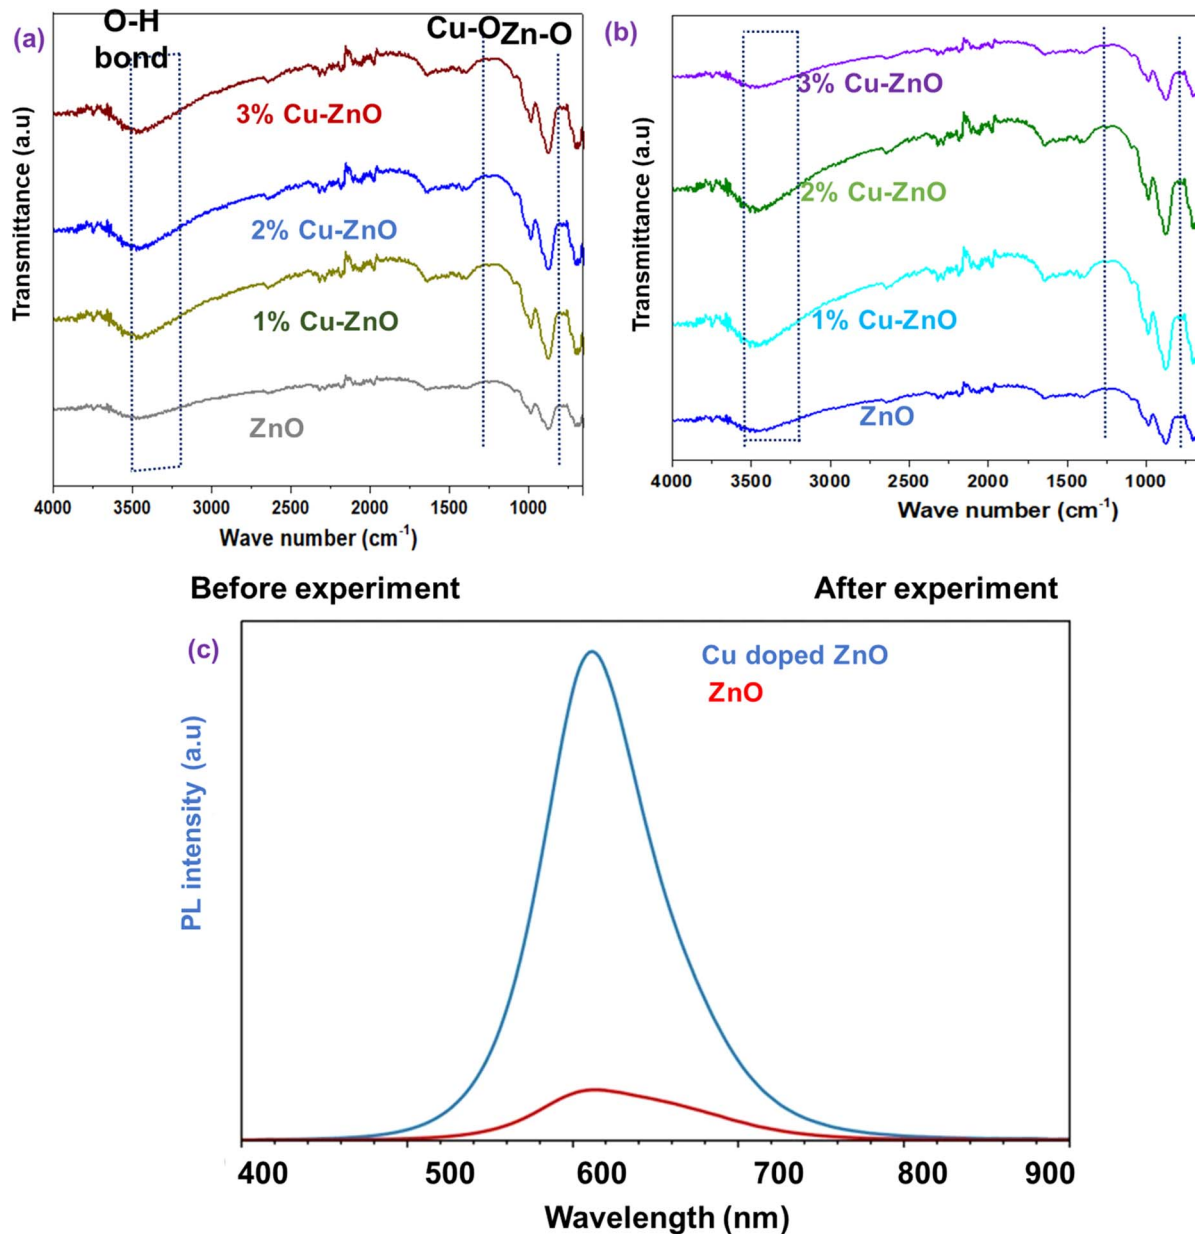 (a)
O-H
bond
Cu-O Zn-O
3% Cu-ZnO
2% Cu-ZnO
1% Cu-ZnO
ZnO
Transmittance (a.u)
4000 3500 3000 2500 2000 1500 1000
Wave number (cm⁻¹)
Before experiment
(b)
3% Cu-ZnO
2% Cu-ZnO
1% Cu-ZnO
ZnO
Transmittance (a.u)
4000 3500 3000 2500 2000 1500 1000
Wave number (cm⁻¹)
After experiment
(c)
Cu doped ZnO
ZnO
PL intensity (a.u)
400 500 600 700 800 900
Wavelength (nm)